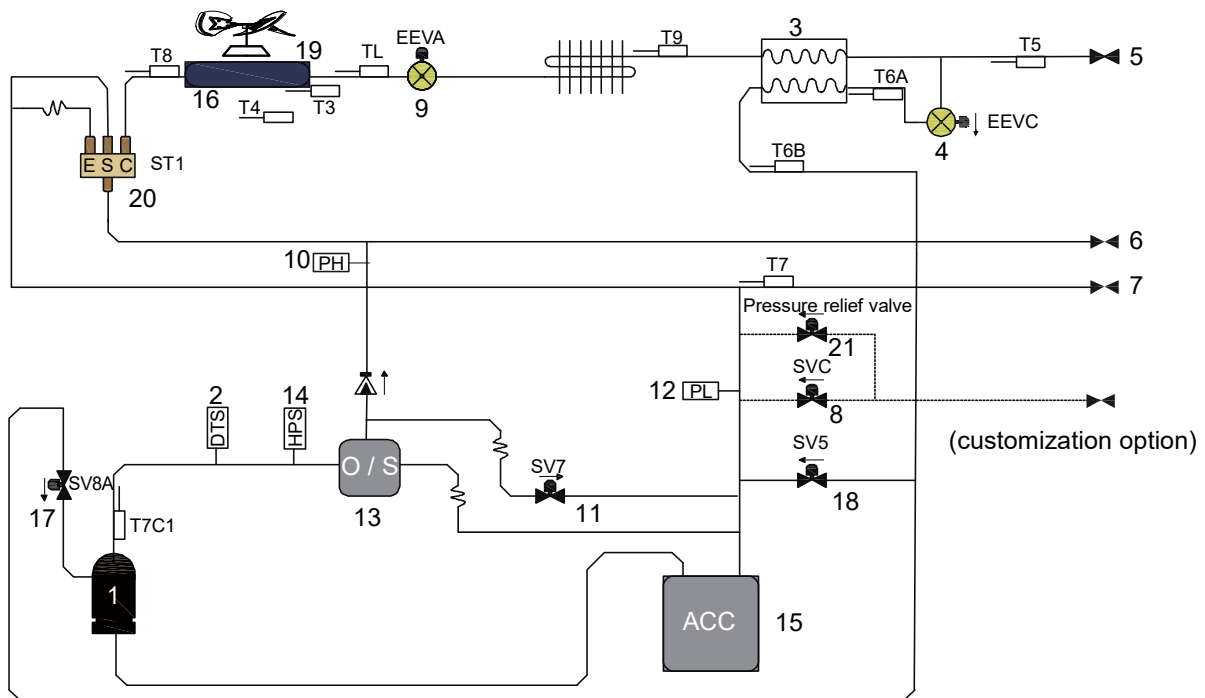 3
T8
19
TL
EEVA
T9
T5
5
16
T3
9
T6A
T4
EEVC
4
E S C
ST1
T6B
20
6
10
PH
T7
7
Pressure relief valve
21
SVC
12
PL
8
2
14
(customization option)
DTS
HPS
SV5
O / S
SV8A
SV7
18
17
T7C1
13
11
1
ACC
15